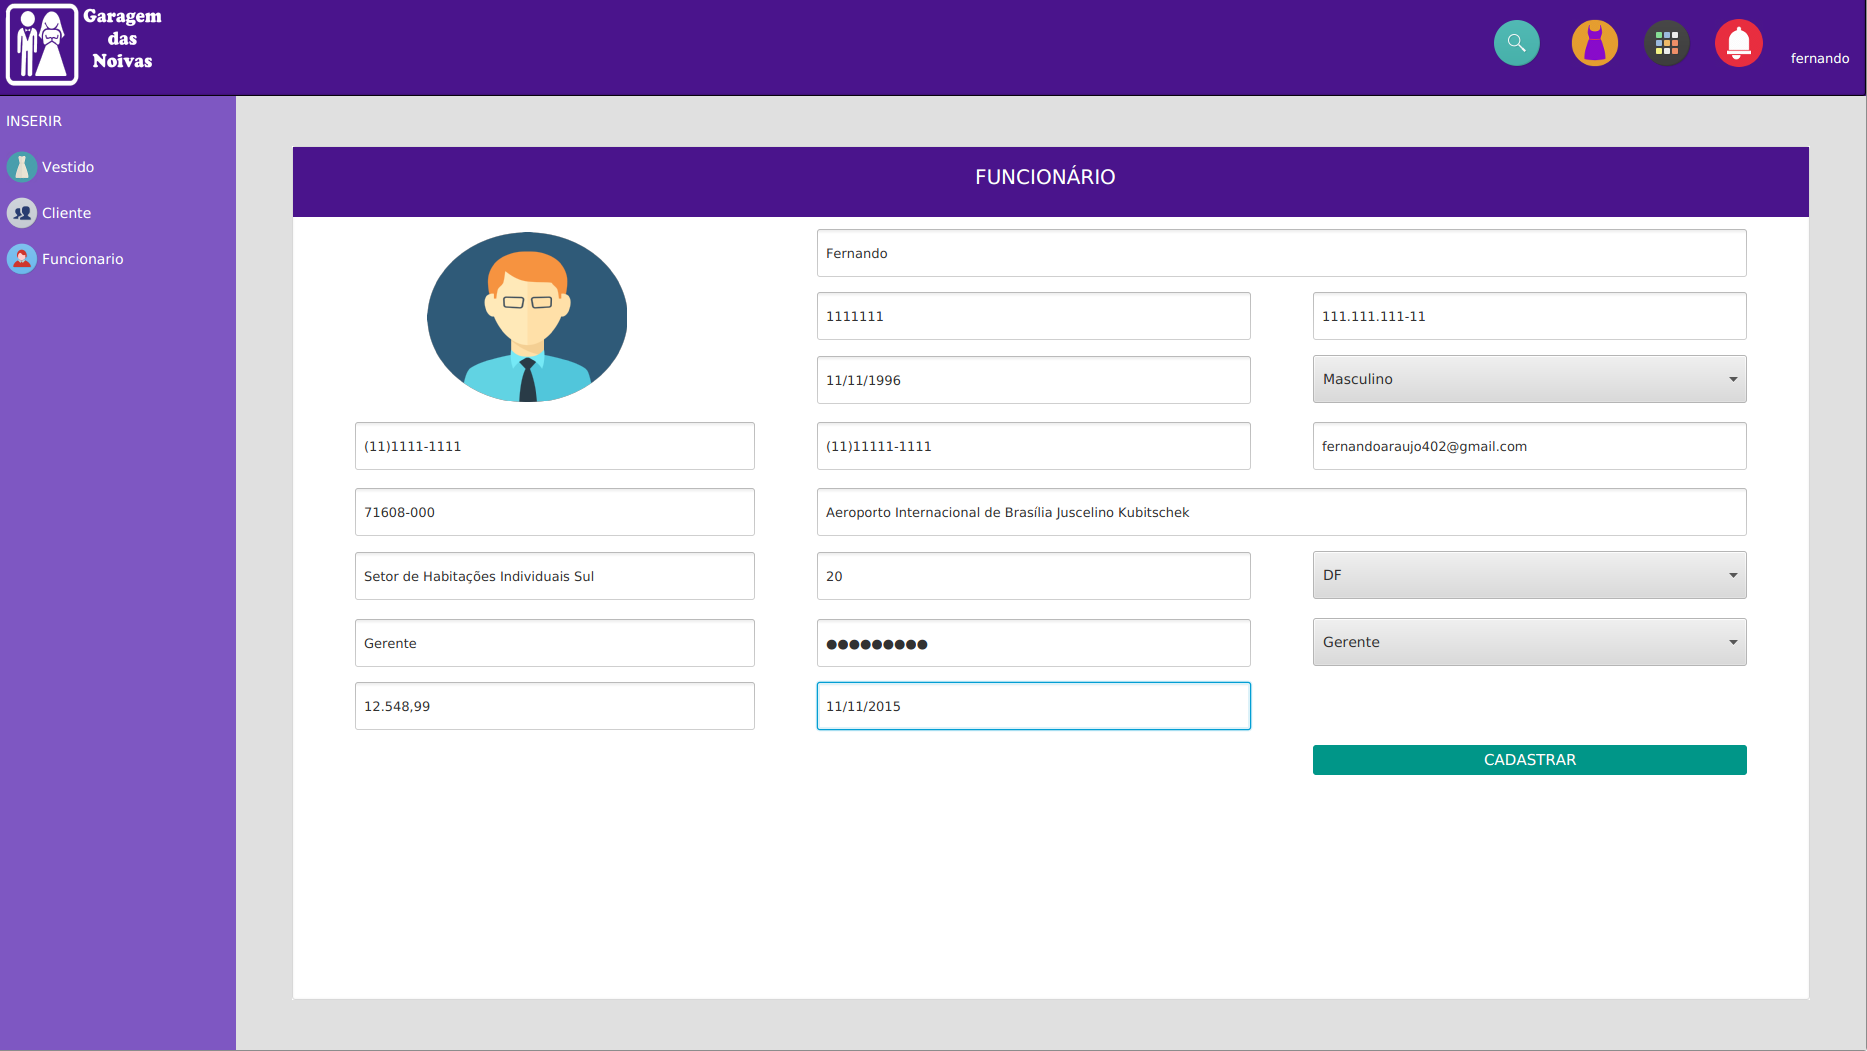 Garagem
das
Noivas
fernando
INSERIR
Vestido
Cliente
Funcionario
FUNCIONÁRIO
Fernando
1111111
111.111.111-11
11/11/1996
Masculino
(11)1111-1111
(11)11111-1111
fernandoaraujo402@gmail.com
71608-000
Aeroporto Internacional de Brasília Juscelino Kubitschek
Setor de Habitações Individuais Sul
20
DF
Gerente
●●●●●●●●●
Gerente
12.548,99
11/11/2015
CADASTRAR